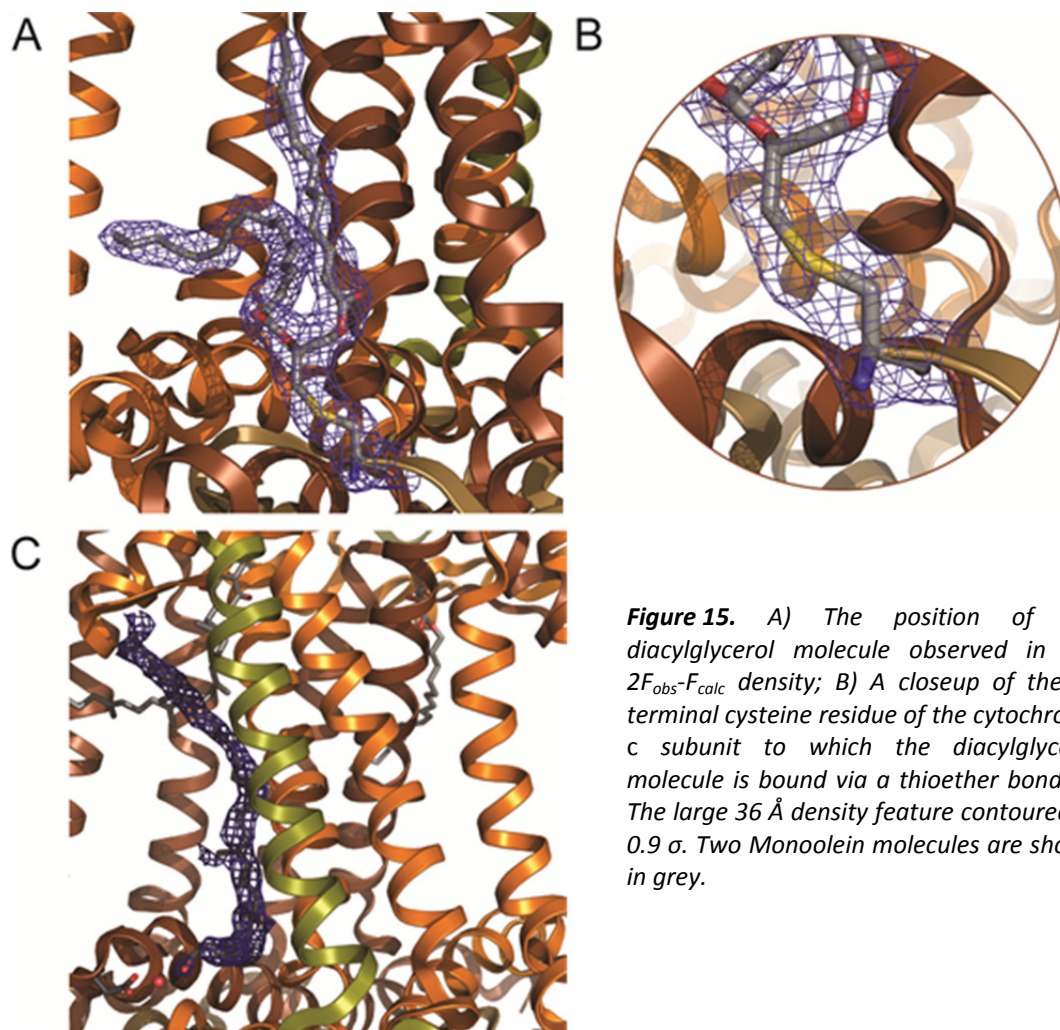 A
B
C
Figure 15. A) The position of
diacylglycerol molecule observed in
2Fobs-Fcalc density; B) A closeup of the
terminal cysteine residue of the cytochro
c subunit to which the diacylglyc
molecule is bound via a thioether bond
The large 36 Å density feature contoured
0.9 σ. Two Monoolein molecules are sho
in grey.